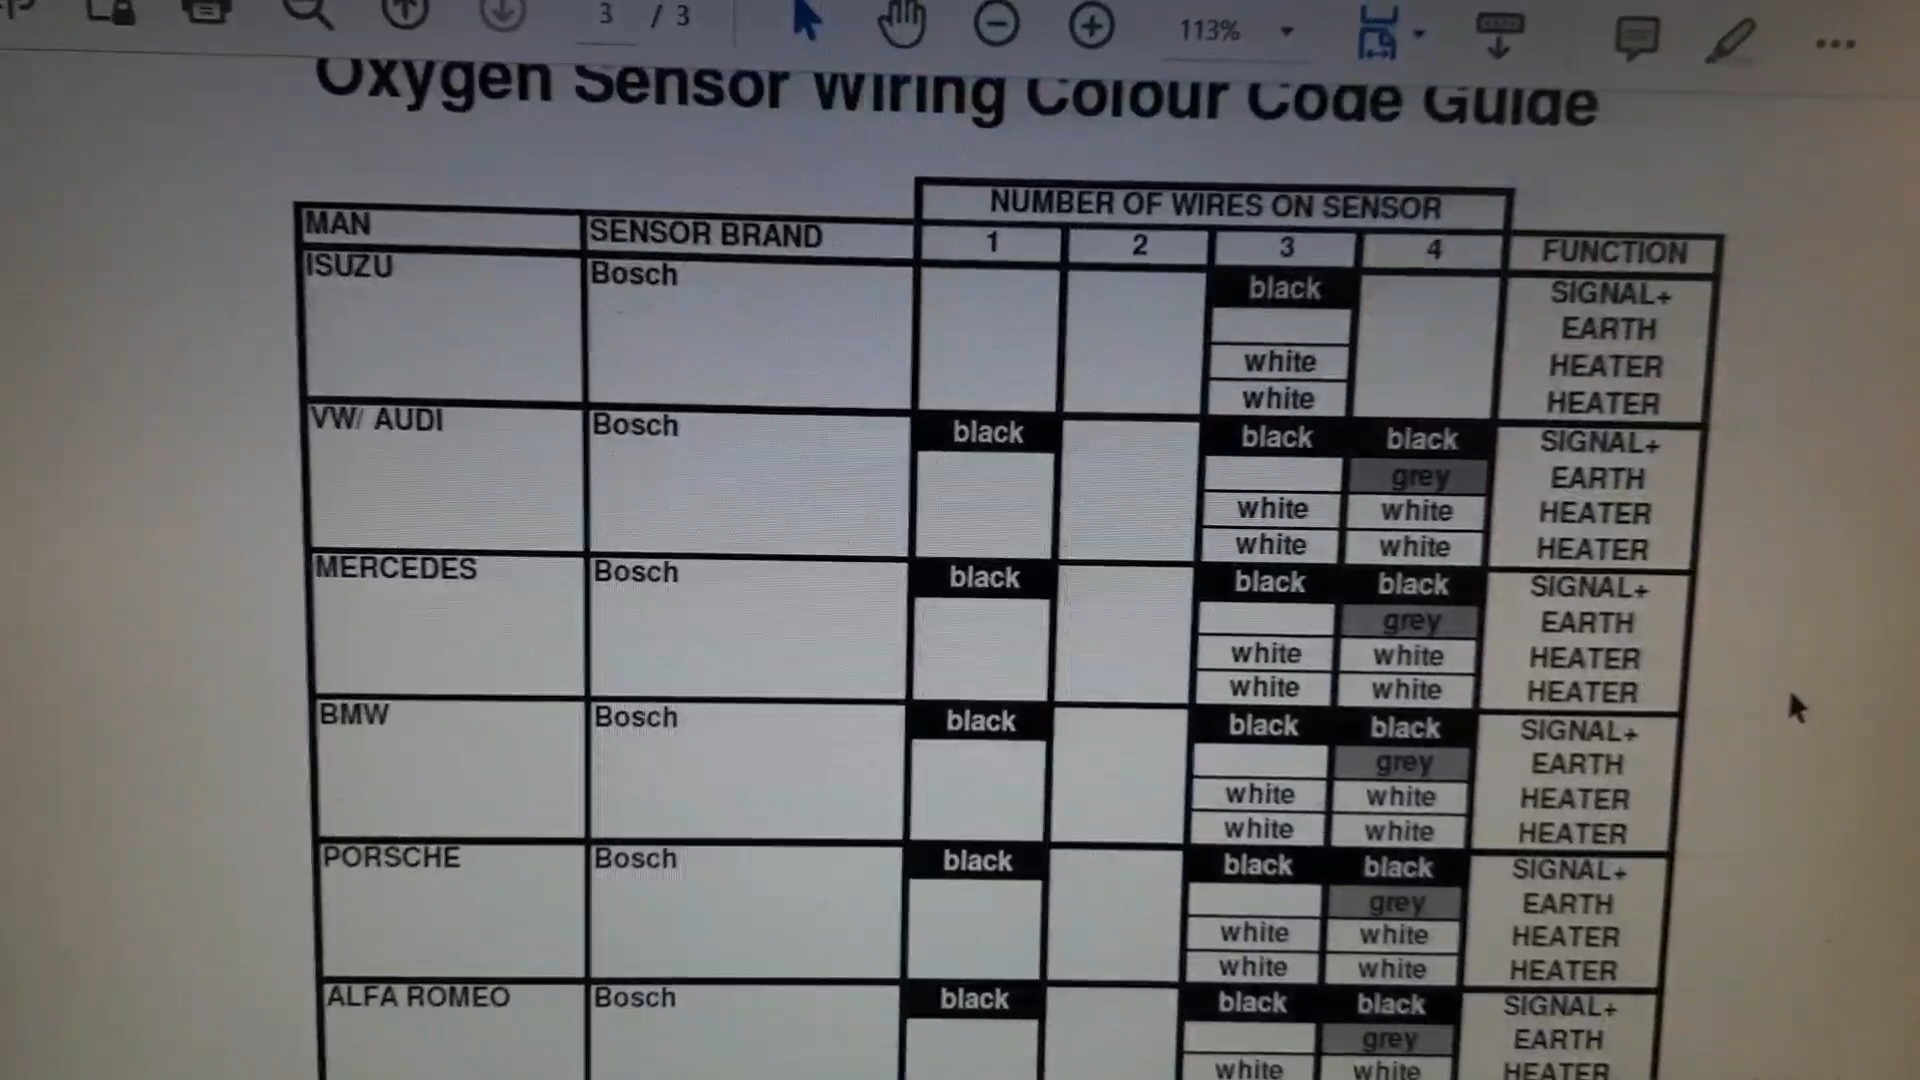 3 / 3
113%
Oxygen Sensor Wiring Colour Code Guide
NUMBER OF WIRES ON SENSOR
MAN SENSOR BRAND 1 2 3 4 FUNCTION
ISUZU Bosch black SIGNAL+
EARTH
white HEATER
white HEATER
VW/ AUDI Bosch black black black SIGNAL+
grey EARTH
white white HEATER
white white HEATER
MERCEDES Bosch black black black SIGNAL+
grey EARTH
white white HEATER
white white HEATER
BMW Bosch black black black SIGNAL+
grey EARTH
white white HEATER
white white HEATER
PORSCHE Bosch black black black SIGNAL+
grey EARTH
white white HEATER
white white HEATER
ALFA ROMEO Bosch black black black SIGNAL+
grey EARTH
white white HEATER